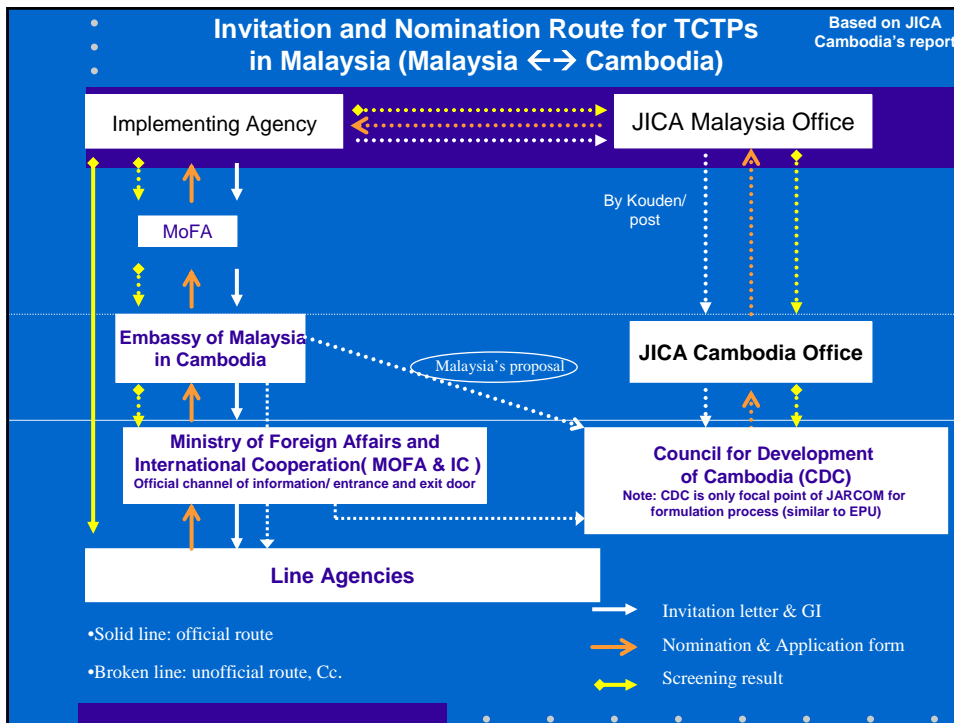 Invitation and Nomination Route for TCTPs
in Malaysia (Malaysia ←→ Cambodia)
Based on JICA
Cambodia's report
Implementing Agency
JICA Malaysia Office
By Kouden/
post
MoFA
Embassy of Malaysia
in Cambodia
Malaysia's proposal
JICA Cambodia Office
Ministry of Foreign Affairs and
International Cooperation( MOFA & IC )
Official channel of information/ entrance and exit door
Council for Development
of Cambodia (CDC)
Note: CDC is only focal point of JARCOM for
formulation process (similar to EPU)
Line Agencies
•Solid line: official route
•Broken line: unofficial route, Cc.
Invitation letter & GI
Nomination & Application form
Screening result